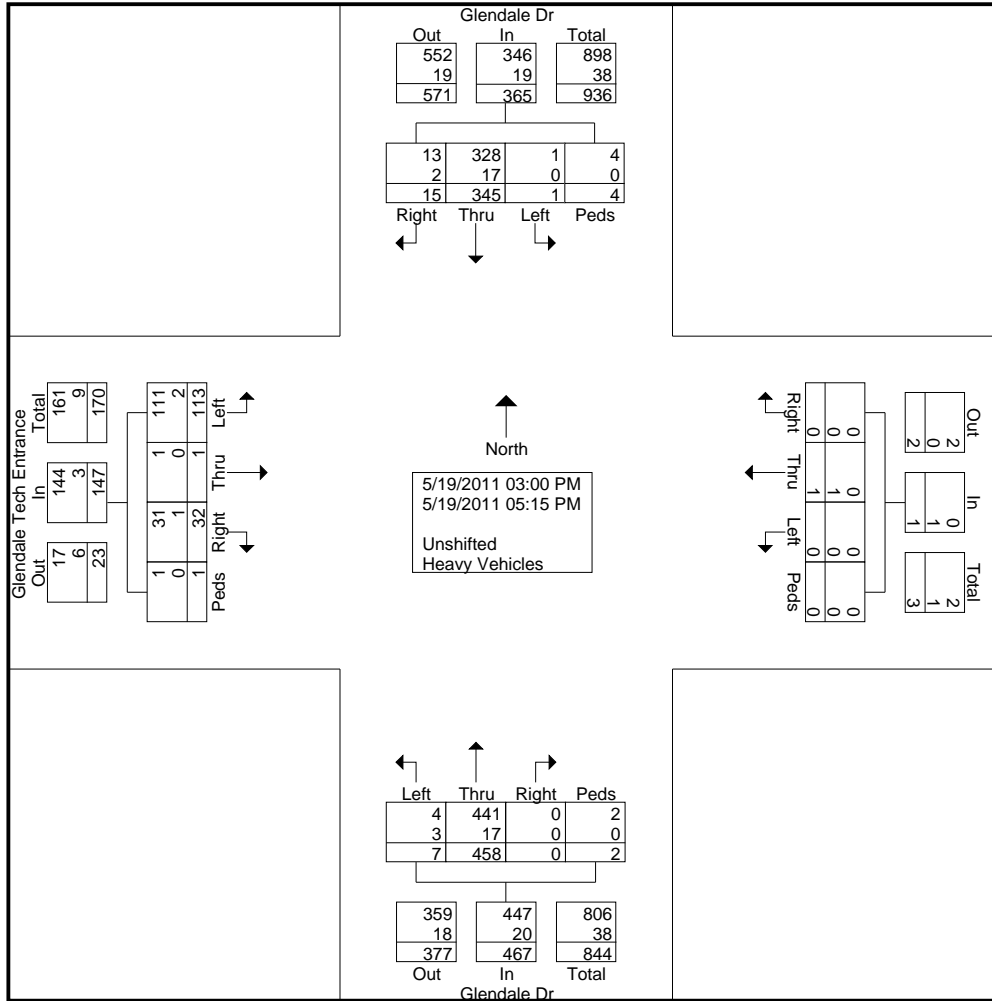 Glendale Dr
Out In Total
552 346 898
19 19 38
571 365 936
13 328 1 4
2 17 0 0
15 345 1 4
Right Thru Left Peds
Glendale Tech Entrance
Total In Out
161 144 17
9 3 6
170 147 23
111 1 31 1
2 0 1 0
113 1 32 1
Left Thru Right Peds
North
5/19/2011 03:00 PM
5/19/2011 05:15 PM
Unshifted
Heavy Vehicles
Right Thru Left Peds
0 0 0 0
0 1 0 0
0 1 0 0
Out In Total
2 0 2
0 1 1
2 1 3
Left Thru Right Peds
4 441 0 2
3 17 0 0
7 458 0 2
359 447 806
18 20 38
377 467 844
Out In Total
Glendale Dr